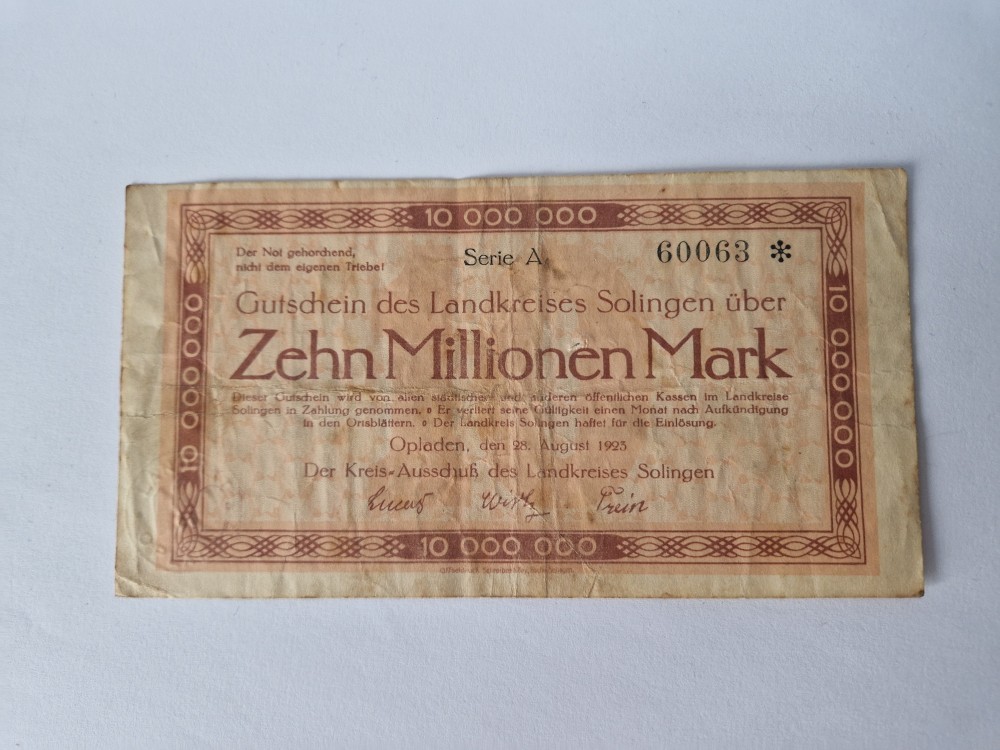 10 000 000
Der Not gehorchend,
nicht dem eigenen Triebe!
Serie A
60063 *
Gutschein des Landkreises Solingen über
Zehn Millionen Mark
Dieser Gutschein wird von allen städtischen und anderen öffentlichen Kassen im Landkreise
Solingen in Zahlung genommen. Er verliert seine Gültigkeit einen Monat nach Aufkündigung
in den Ortsblättern. Der Landkreis Solingen haftet für die Einlösung.
Opladen, den 28. August 1923
Der Kreis-Ausschuß des Landkreises Solingen
Lucas Wirtz Trein
10 000 000
10 000 000
10 000 000